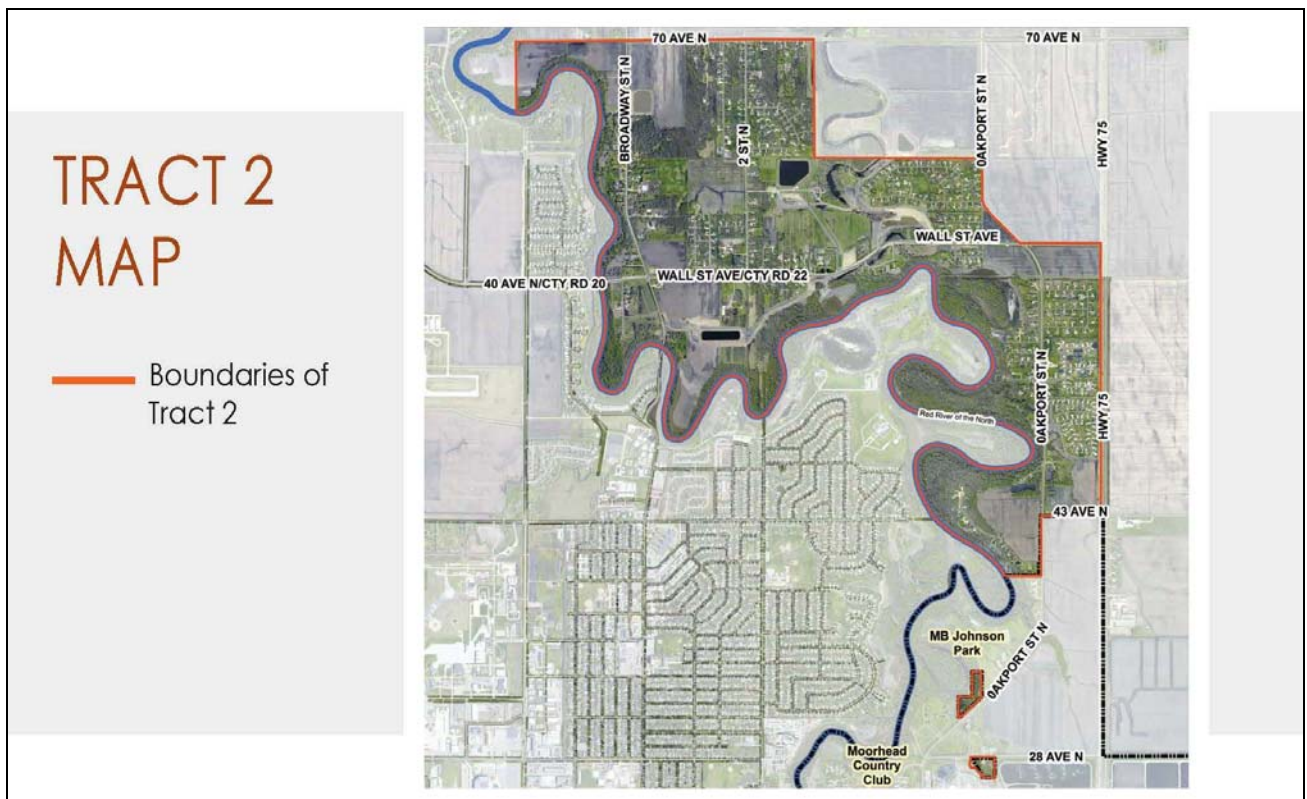 TRACT 2
MAP
Boundaries of
Tract 2
70 AVE N
70 AVE N
BROADWAY ST N
2 ST N
0AKPORT ST N
HWY 75
WALL ST AVE
WALL ST AVE/CTY RD 22
40 AVE N/CTY RD 20
0AKPORT ST N
HWY 75
Red River of the North
43 AVE N
MB Johnson
Park
0AKPORT ST N
Moorhead
Country
Club
28 AVE N